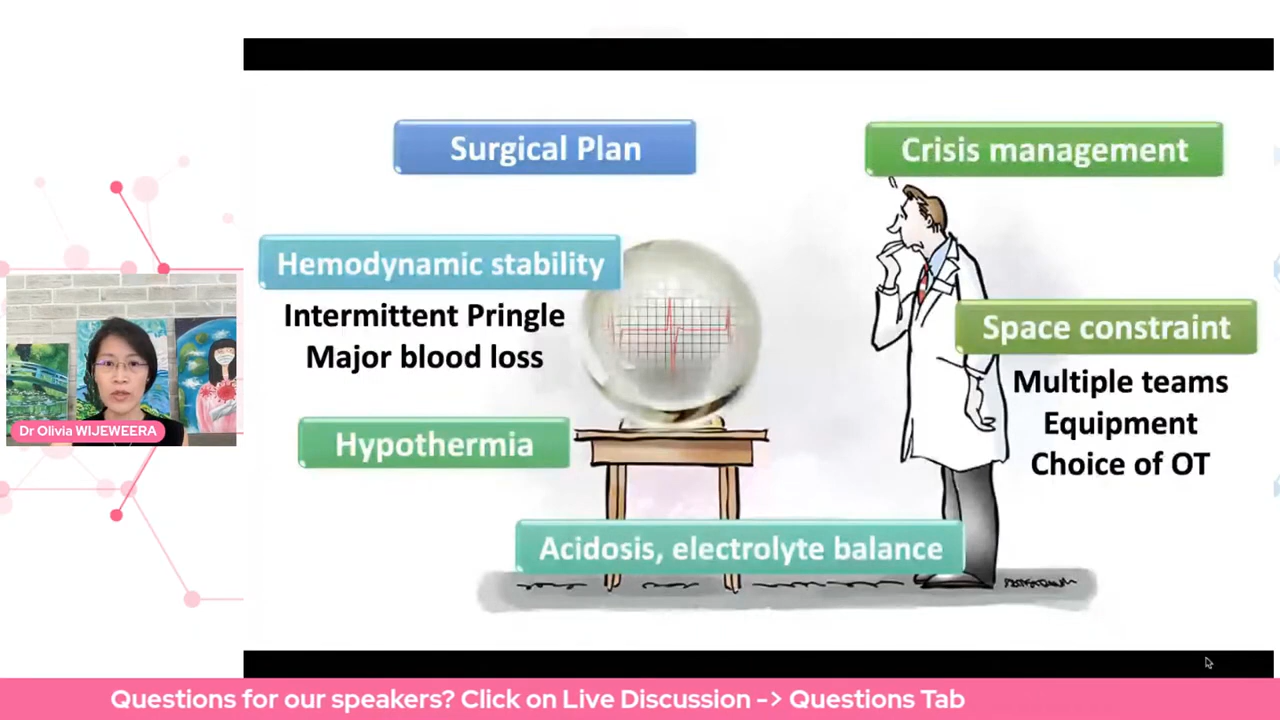 Surgical Plan
Crisis management
Hemodynamic stability
Intermittent Pringle
Major blood loss
Space constraint
Multiple teams
Equipment
Choice of OT
Hypothermia
Acidosis, electrolyte balance
Dr Olivia WIJEWEERA
Questions for our speakers? Click on Live Discussion -> Questions Tab